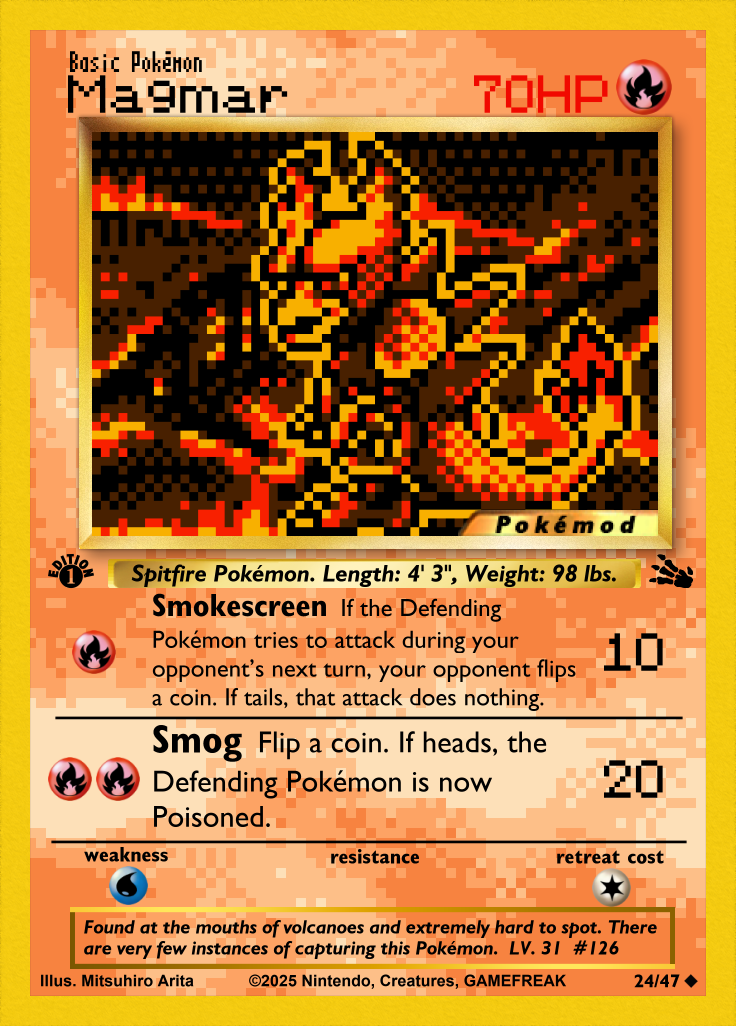 Basic Pokémon
Magmar 70HP
Pokémod
EDITION
1
Spitfire Pokémon. Length: 4' 3", Weight: 98 lbs.
Smokescreen If the Defending
Pokémon tries to attack during your
opponent’s next turn, your opponent flips
a coin. If tails, that attack does nothing.
10
Smog Flip a coin. If heads, the
Defending Pokémon is now
Poisoned.
20
weakness resistance retreat cost
Found at the mouths of volcanoes and extremely hard to spot. There
are very few instances of capturing this Pokémon. LV. 31 #126
Illus. Mitsuhiro Arita ©2025 Nintendo, Creatures, GAMEFREAK 24/47